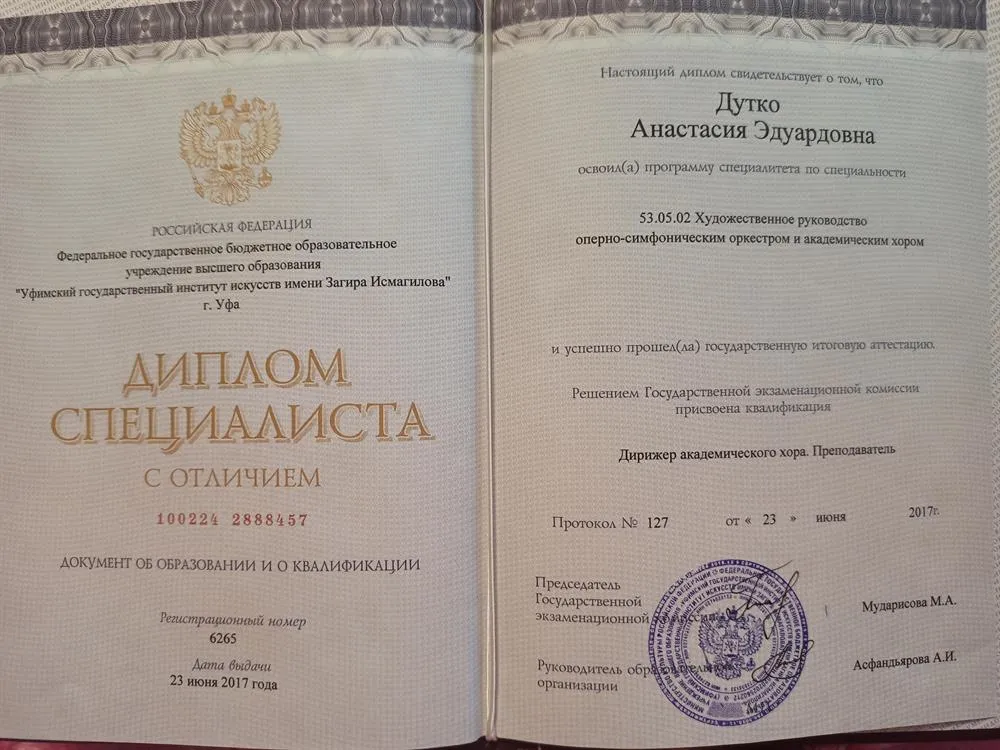 РОССИЙСКАЯ ФЕДЕРАЦИЯ
Федеральное государственное бюджетное образовательное
учреждение высшего образования
"Уфимский государственный институт искусств имени Загира Исмагилова"
г. Уфа
ДИПЛОМ
СПЕЦИАЛИСТА
С ОТЛИЧИЕМ
100224 2888457
ДОКУМЕНТ ОБ ОБРАЗОВАНИИ И О КВАЛИФИКАЦИИ
Регистрационный номер
6265
Дата выдачи
23 июня 2017 года
Настоящий диплом свидетельствует о том, что
Дутко
Анастасия Эдуардовна
освоил(а) программу специалитета по специальности
53.05.02 Художественное руководство
оперно-симфоническим оркестром и академическим хором
и успешно прошел(ла) государственную итоговую аттестацию.
Решением Государственной экзаменационной комиссии
присвоена квалификация
Дирижер академического хора. Преподаватель
Протокол № 127 от « 23 » июня 2017г.
Председатель
Государственной
экзаменационной комиссии
Мударисова М.А.
Руководитель образовательной
организации
Асфандьярова А.И.